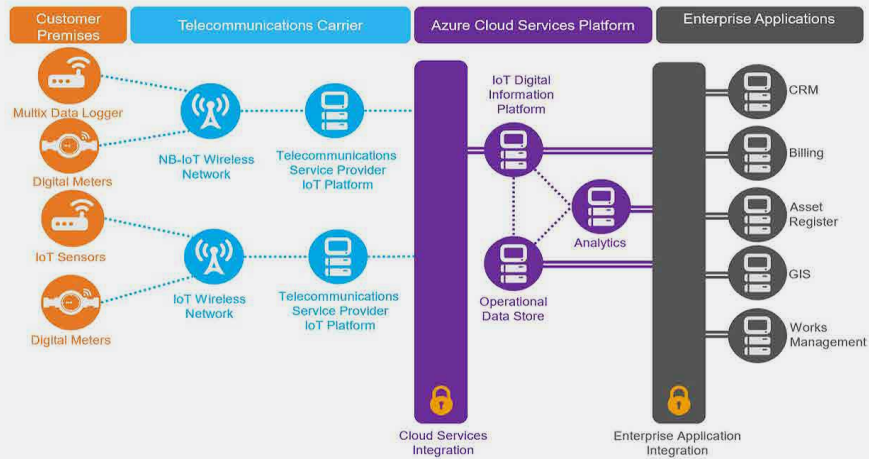 Customer
Premises
Telecommunications Carrier
Azure Cloud Services Platform
Enterprise Applications
Multix Data Logger
Digital Meters
IoT Sensors
Digital Meters
NB-IoT Wireless
Network
Telecommunications
Service Provider
IoT Platform
IoT Wireless
Network
Telecommunications
Service Provider
IoT Platform
IoT Digital
Information
Platform
Analytics
Operational
Data Store
Cloud Services
Integration
CRM
Billing
Asset
Register
GIS
Works
Management
Enterprise Application
Integration